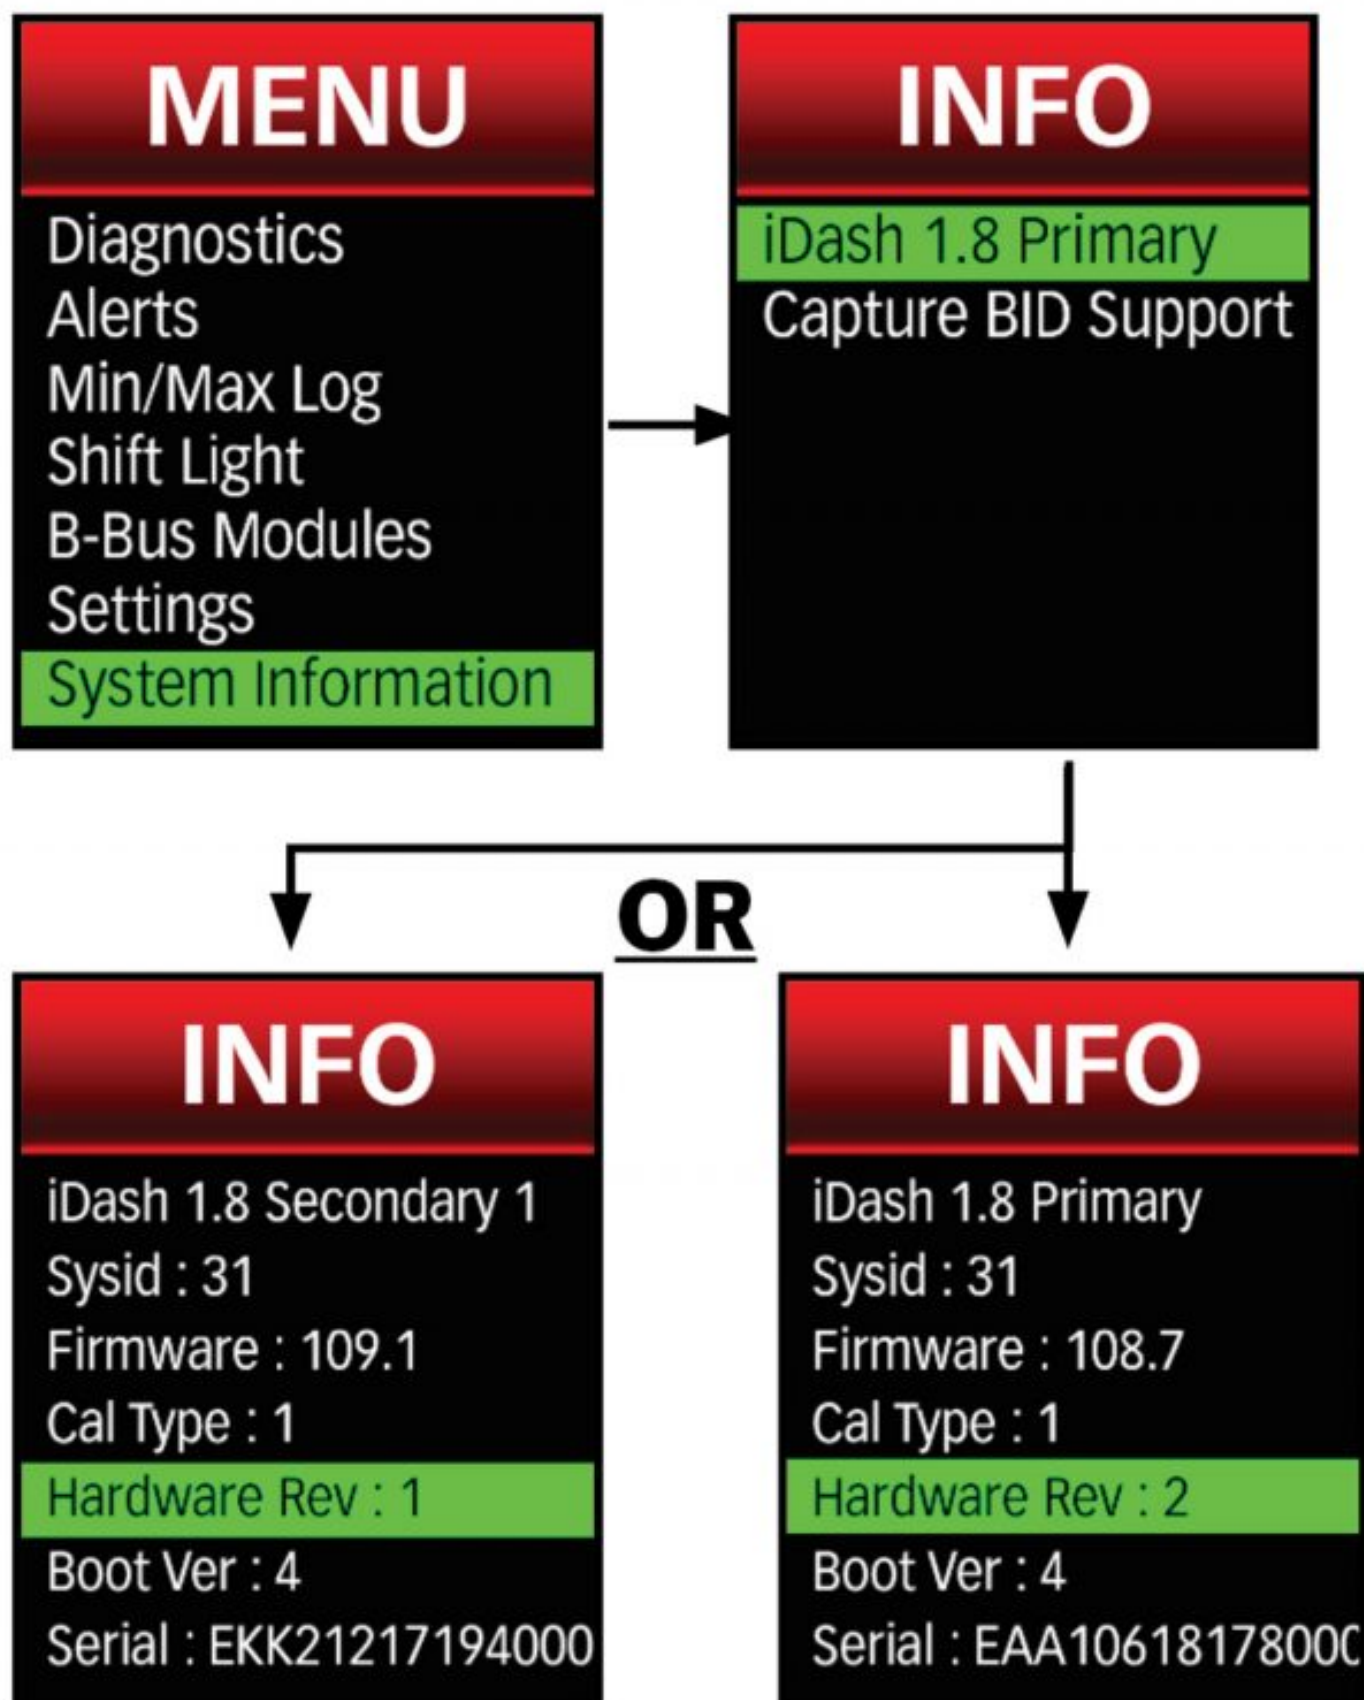 MENU
Diagnostics
Alerts
Min/Max Log
Shift Light
B-Bus Modules
Settings
System Information
INFO
iDash 1.8 Primary
Capture BID Support
OR
INFO
iDash 1.8 Secondary 1
Sysid : 31
Firmware : 109.1
Cal Type : 1
Hardware Rev : 1
Boot Ver : 4
Serial : EKK21217194000
INFO
iDash 1.8 Primary
Sysid : 31
Firmware : 108.7
Cal Type : 1
Hardware Rev : 2
Boot Ver : 4
Serial : EAA10618178000